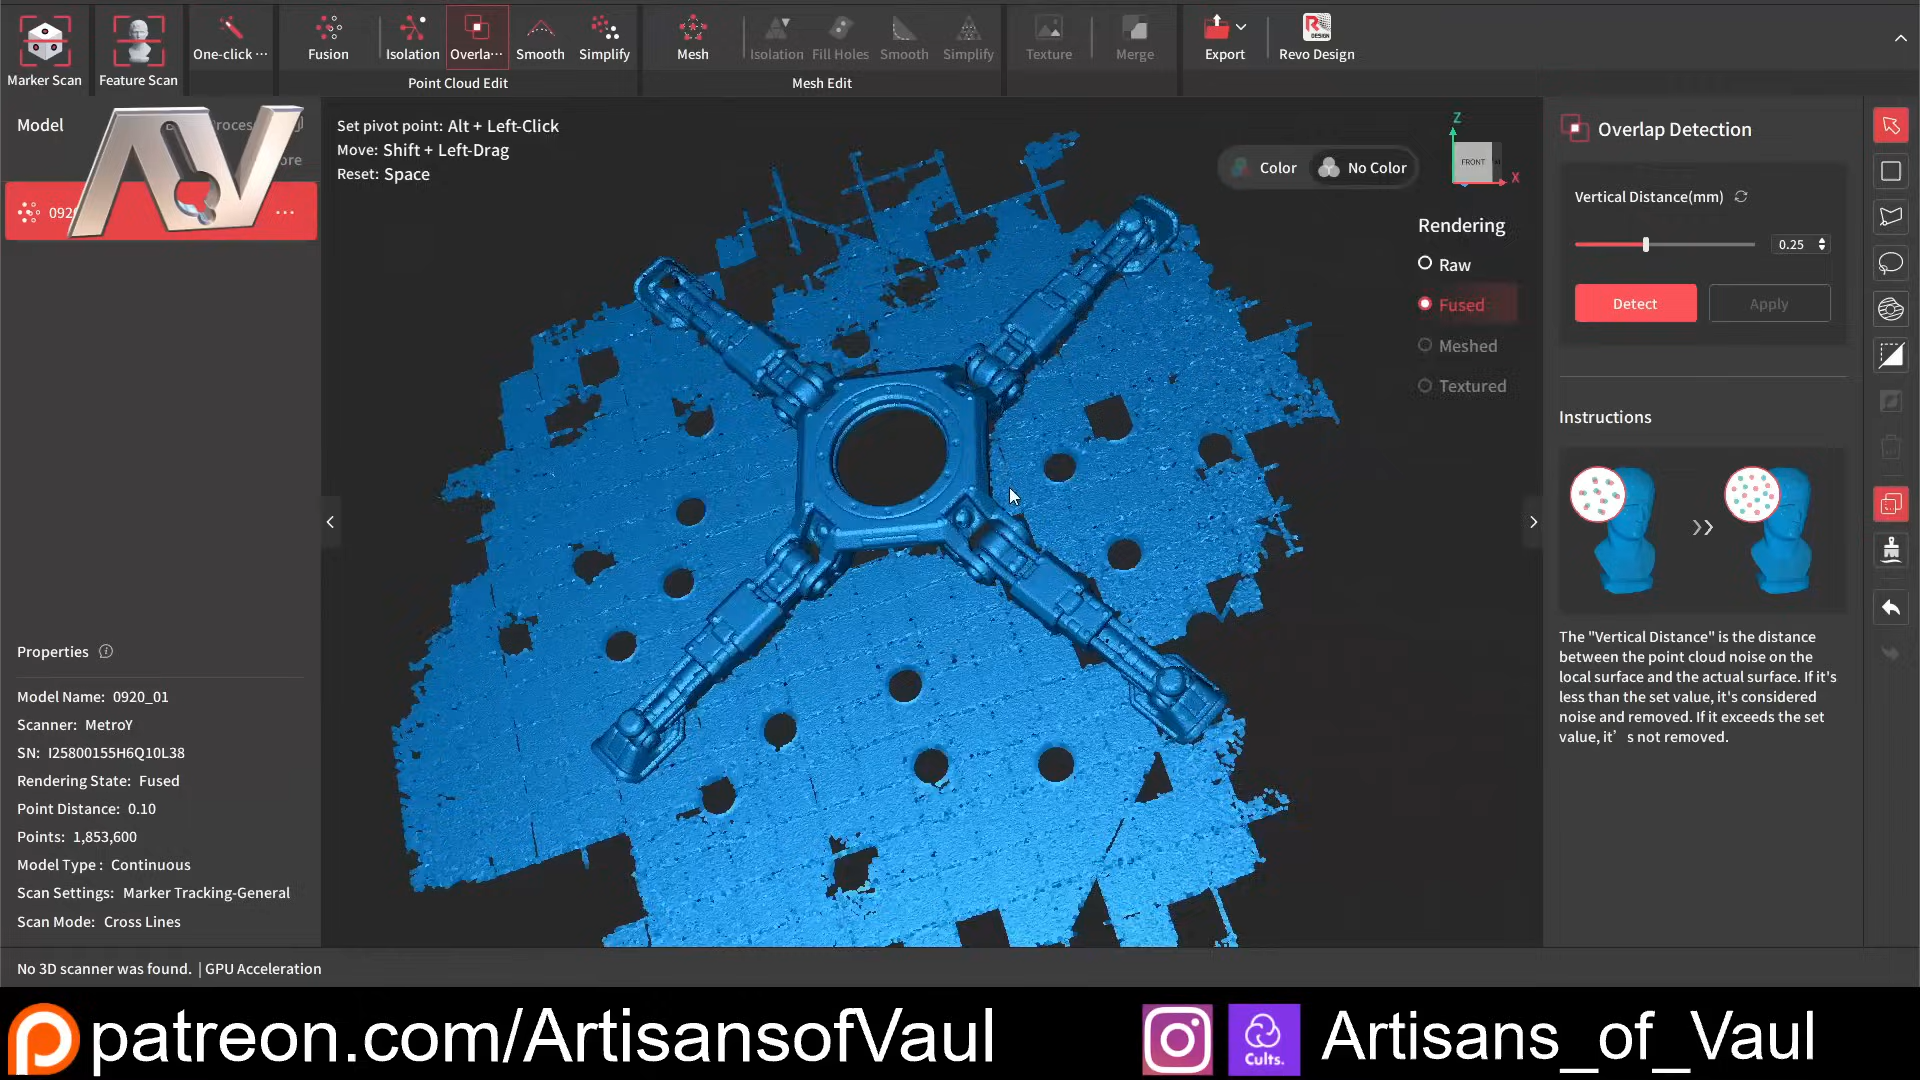 Marker Scan
Feature Scan
One-click ···
Fusion
Isolation
Overla···
Smooth
Simplify
Point Cloud Edit
Mesh
Isolation
Fill Holes
Smooth
Simplify
Mesh Edit
Texture
Merge
Export
Revo Design
Model
Set pivot point: Alt + Left-Click
Move: Shift + Left-Drag
Reset: Space
Color
No Color
Z
FRONT
X
Rendering
Raw
Fused
Meshed
Textured
Overlap Detection
Vertical Distance(mm)
0.25
Detect
Apply
Instructions
The "Vertical Distance" is the distance
between the point cloud noise on the
local surface and the actual surface. If it's
less than the set value, it's considered
noise and removed. If it exceeds the set
value, it’s not removed.
Properties
Model Name: 0920_01
Scanner: MetroY
SN: I25800155H6Q10L38
Rendering State: Fused
Point Distance: 0.10
Points: 1,853,600
Model Type : Continuous
Scan Settings: Marker Tracking-General
Scan Mode: Cross Lines
No 3D scanner was found. | GPU Acceleration
patreon.com/ArtisansofVaul
Cults.
Artisans_of_Vaul